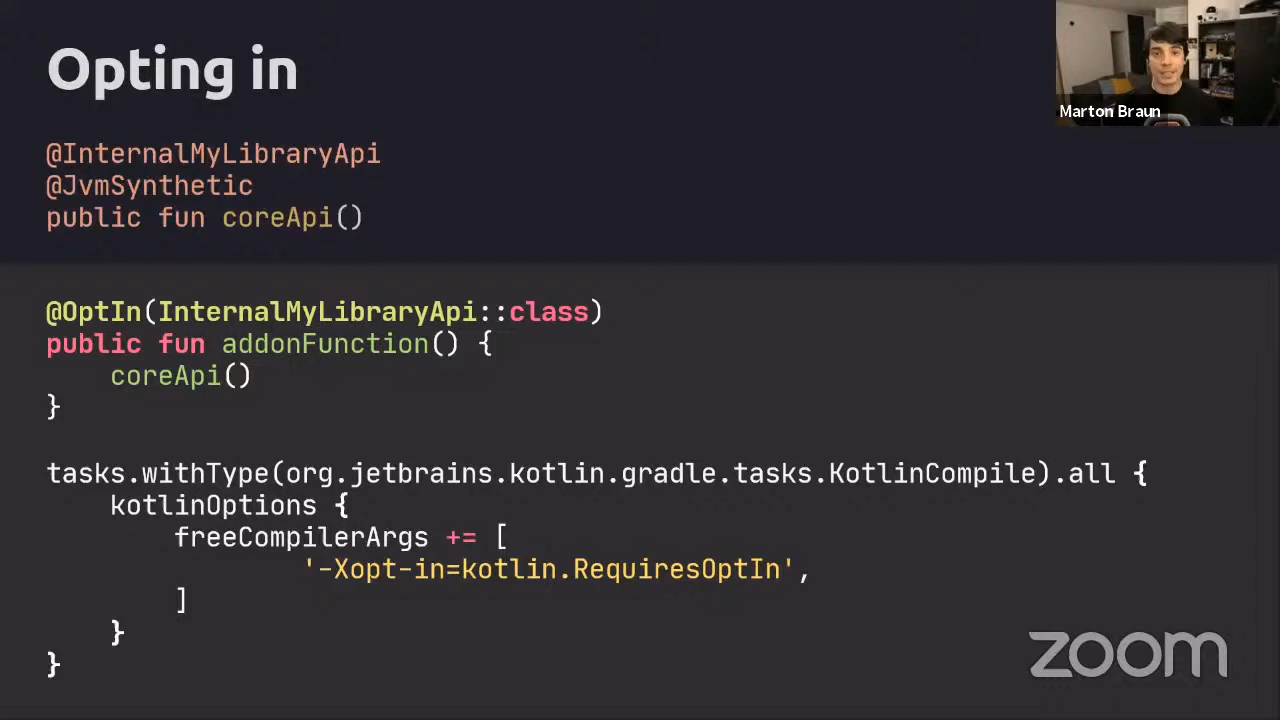 Opting in
Marton Braun
@InternalMyLibraryApi
@JvmSynthetic
public fun coreApi()
@OptIn(InternalMyLibraryApi::class)
public fun addonFunction() {
    coreApi()
}
tasks.withType(org.jetbrains.kotlin.gradle.tasks.KotlinCompile).all {
    kotlinOptions {
        freeCompilerArgs += [
                '-Xopt-in=kotlin.RequiresOptIn',
        ]
    }
}
zoom